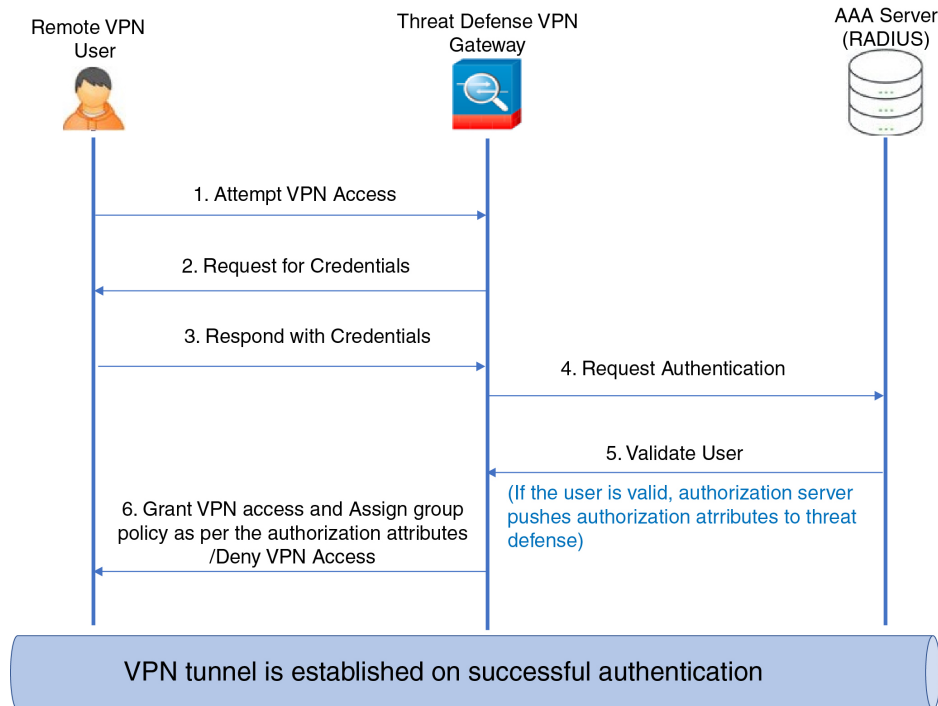 Remote VPN
User
Threat Defense VPN
Gateway
AAA Server
(RADIUS)
1. Attempt VPN Access
2. Request for Credentials
3. Respond with Credentials
4. Request Authentication
5. Validate User
(If the user is valid, authorization server
pushes authorization atrributes to threat
defense)
6. Grant VPN access and Assign group
policy as per the authorization attributes
/Deny VPN Access
VPN tunnel is established on successful authentication